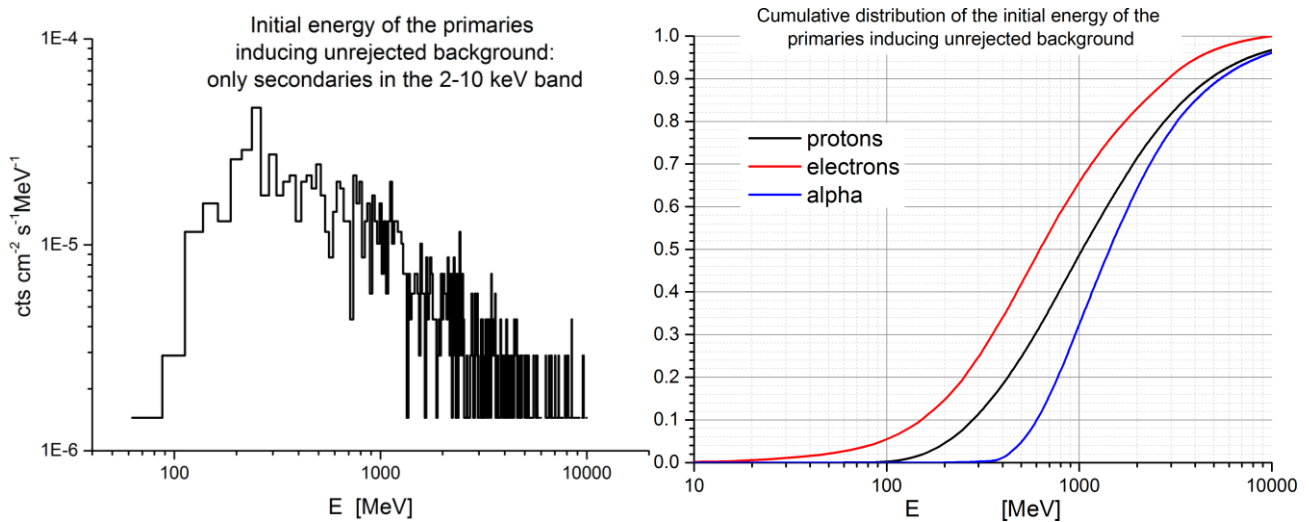 Initial energy of the primaries
inducing unrejected background:
only secondaries in the 2-10 keV band
1E-4
1E-5
1E-6
cts cm⁻² s⁻¹MeV⁻¹
100
1000
10000
E [MeV]
Cumulative distribution of the initial energy of the
primaries inducing unrejected background
1.0
0.9
0.8
0.7
0.6
0.5
0.4
0.3
0.2
0.1
0.0
protons
electrons
alpha
10
100
1000
10000
E [MeV]